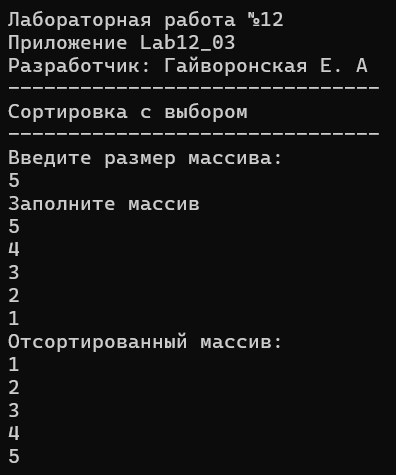 Лабораторная работа №12
Приложение Lab12_03
Разработчик: Гайворонская Е. А
-------------------------------
Сортировка с выбором
-------------------------------
Введите размер массива:
5
Заполните массив
5
4
3
2
1
Отсортированный массив:
1
2
3
4
5